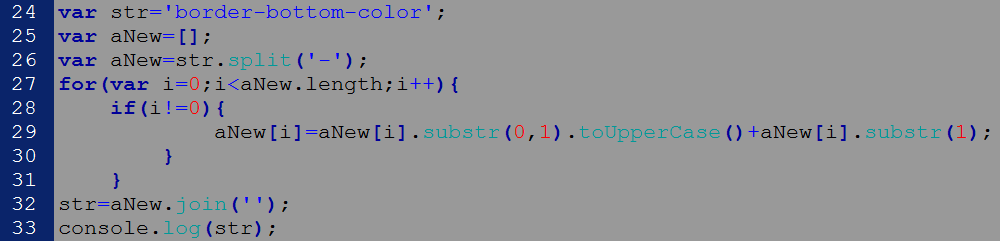 24 var str='border-bottom-color';
25 var aNew=[];
26 var aNew=str.split('-');
27 for(var i=0;i<aNew.length;i++){
28 if(i!=0){
29 aNew[i]=aNew[i].substr(0,1).toUpperCase()+aNew[i].substr(1);
30 }
31 }
32 str=aNew.join('');
33 console.log(str);